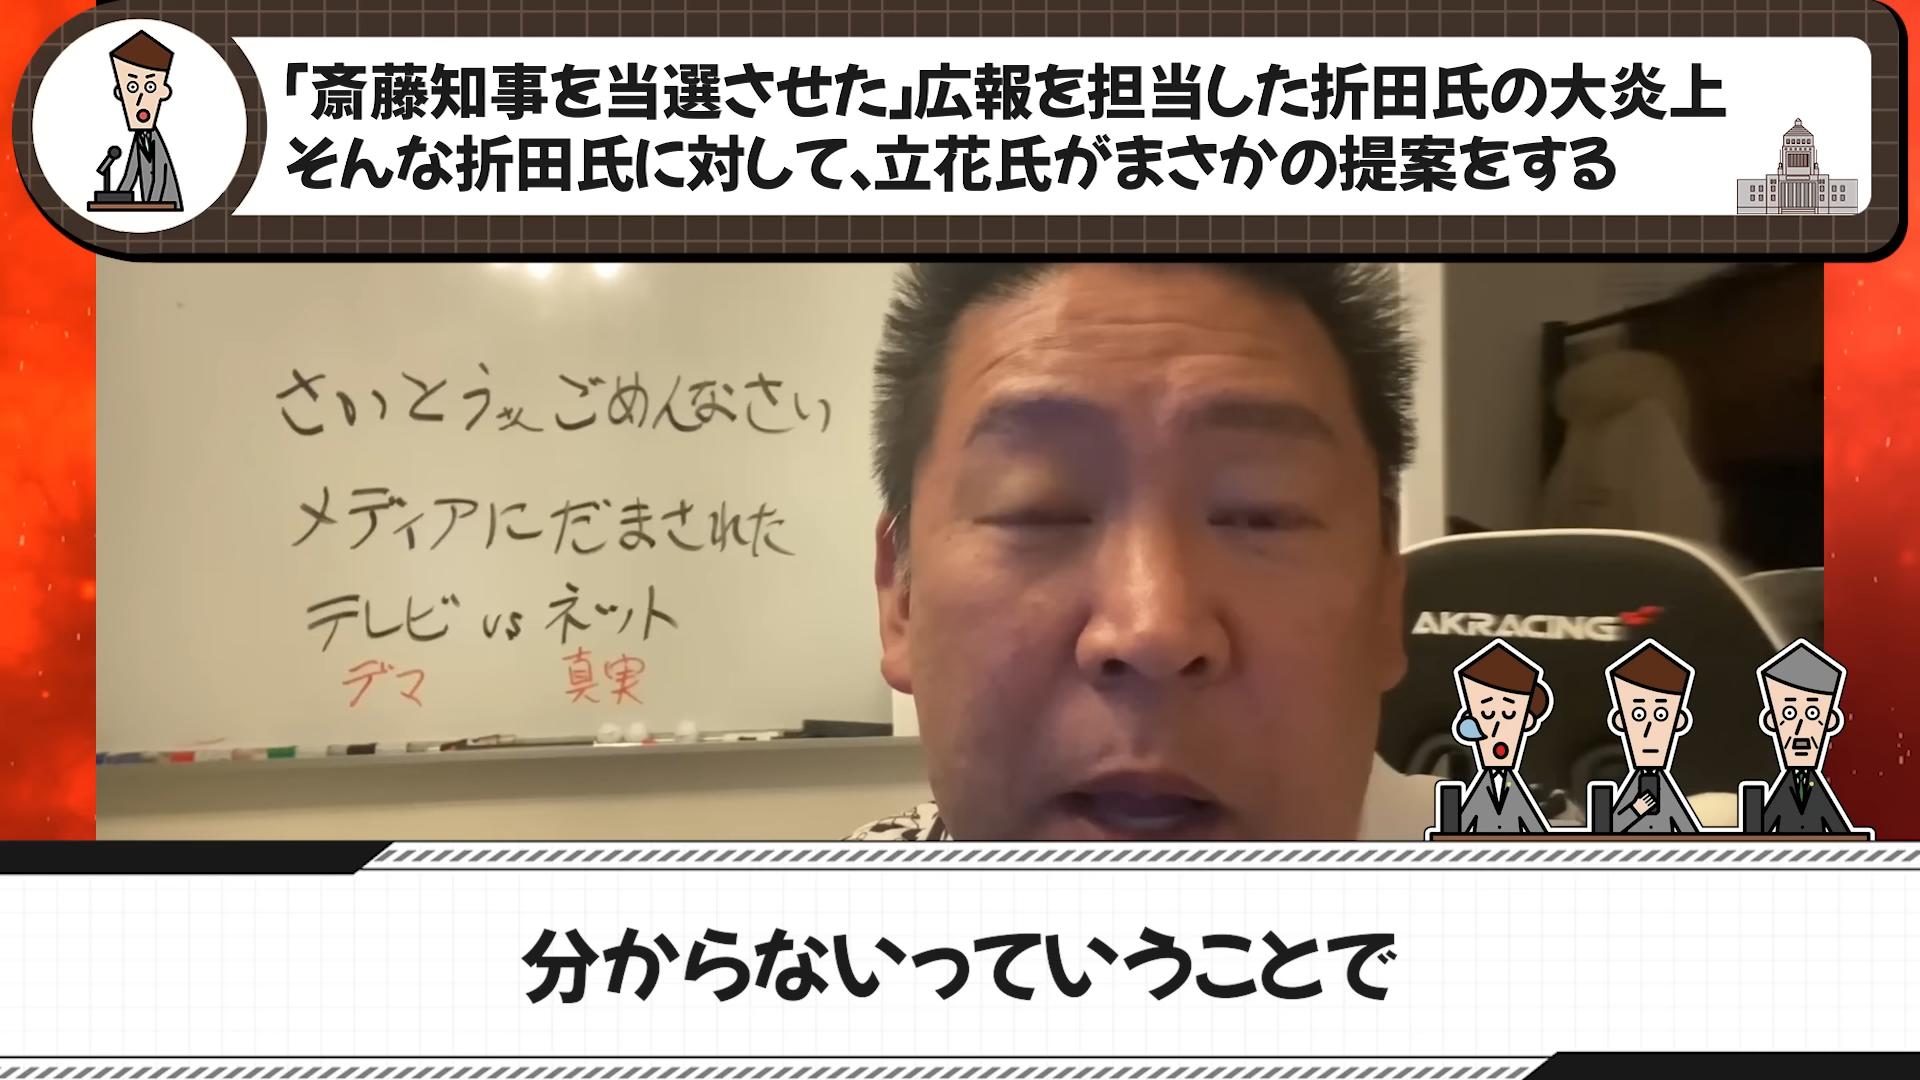 「斎藤知事を当選させた」広報を担当した折田氏の大炎上
そんな折田氏に対して、立花氏がまさかの提案をする
さいとうさんごめんなさい
メディアにだまされた
テレビ vs ネット
デマ 真実
AKRACING
分からないっていうことで